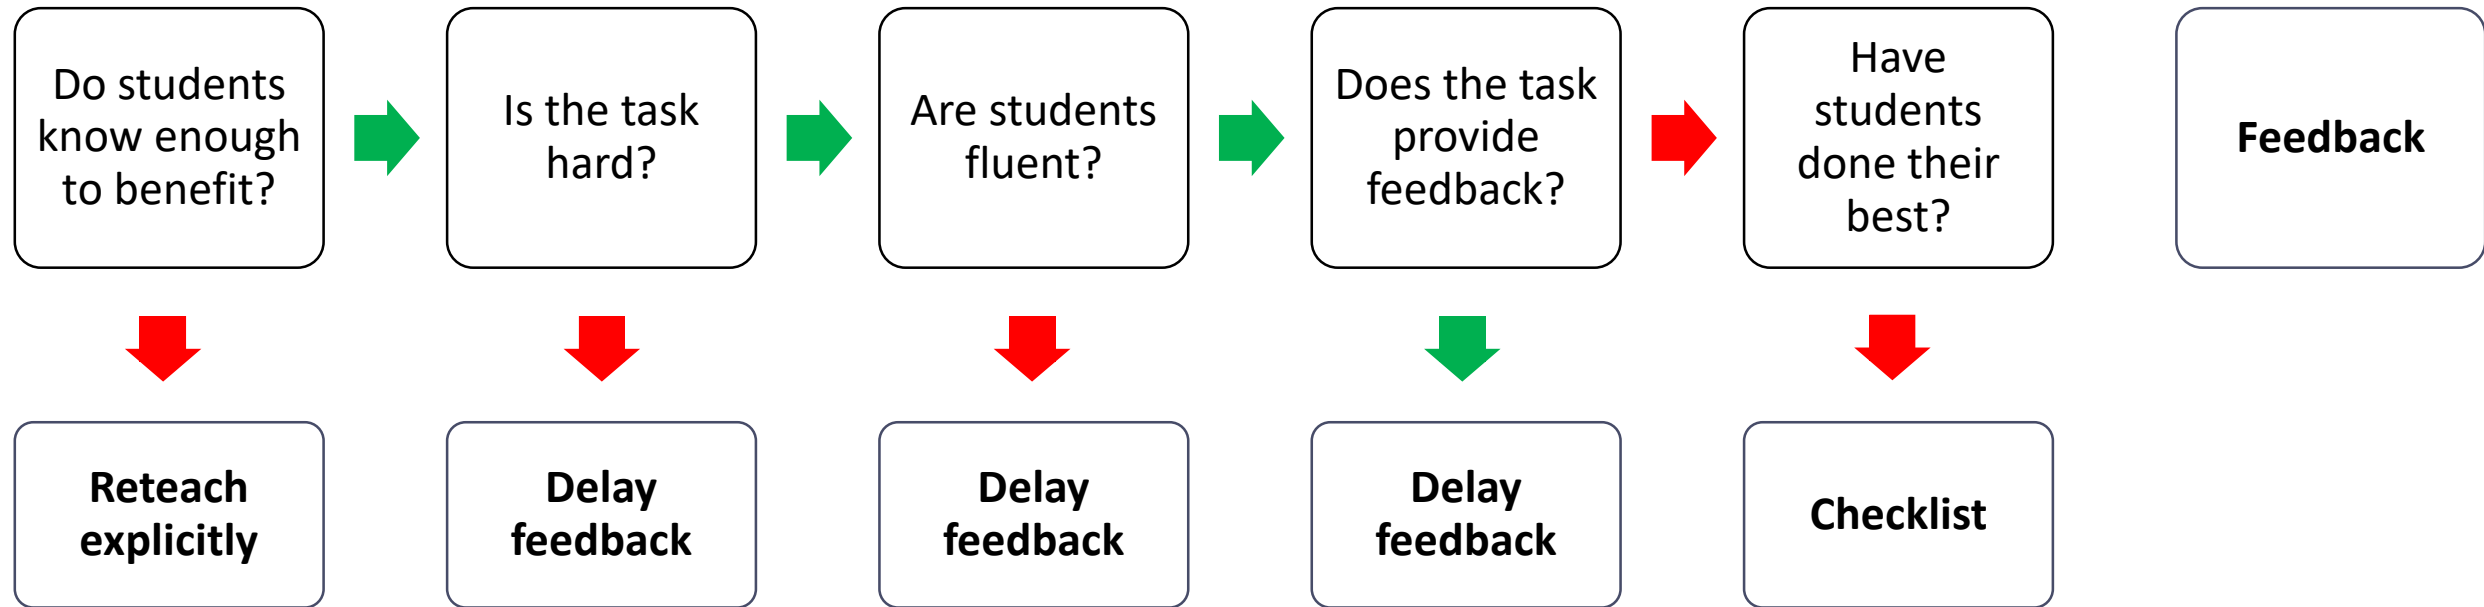 Do students
know enough
to benefit?
Is the task
hard?
Are students
fluent?
Does the task
provide
feedback?
Have
students
done their
best?
Feedback
Reteach
explicitly
Delay
feedback
Delay
feedback
Delay
feedback
Checklist